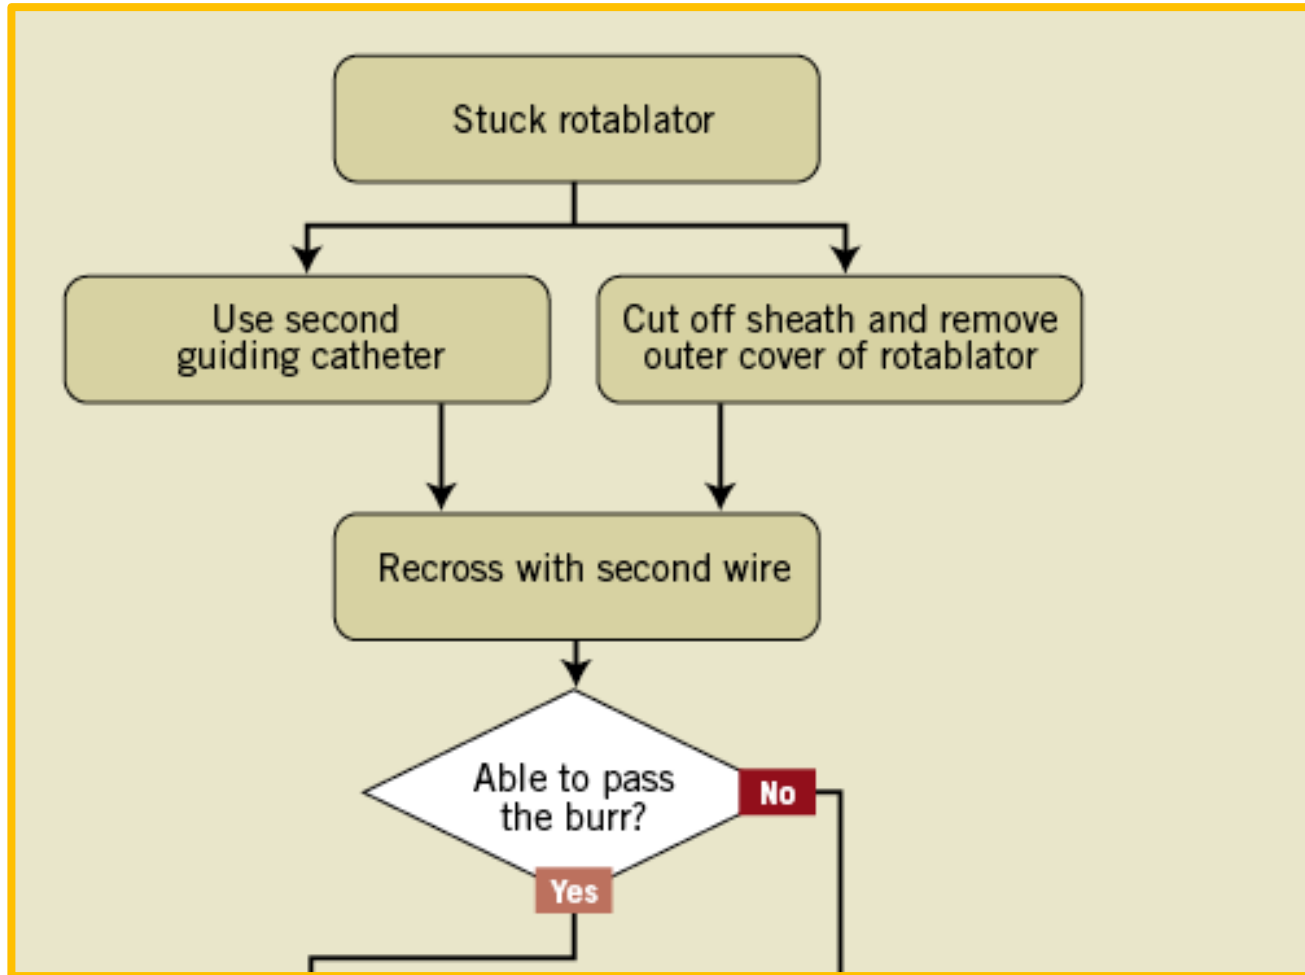 Stuck rotablator
Use second
guiding catheter
Cut off sheath and remove
outer cover of rotablator
Recross with second wire
Able to pass
the burr?
No
Yes